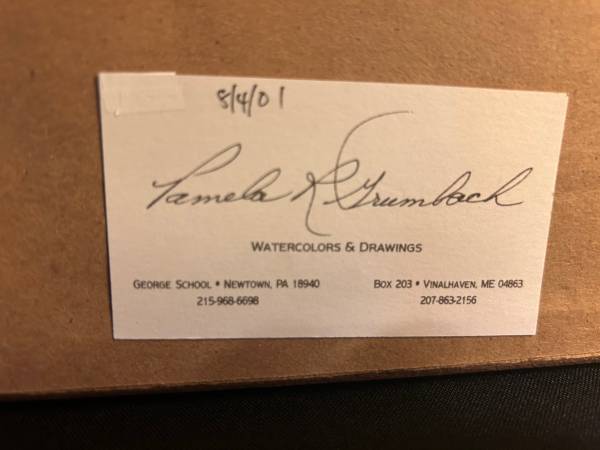 8/4/01
Pamela R Grumbach
WATERCOLORS & DRAWINGS
GEORGE SCHOOL • NEWTOWN, PA 18940
215-968-6698
BOX 203 • VINALHAVEN, ME 04863
207-863-2156